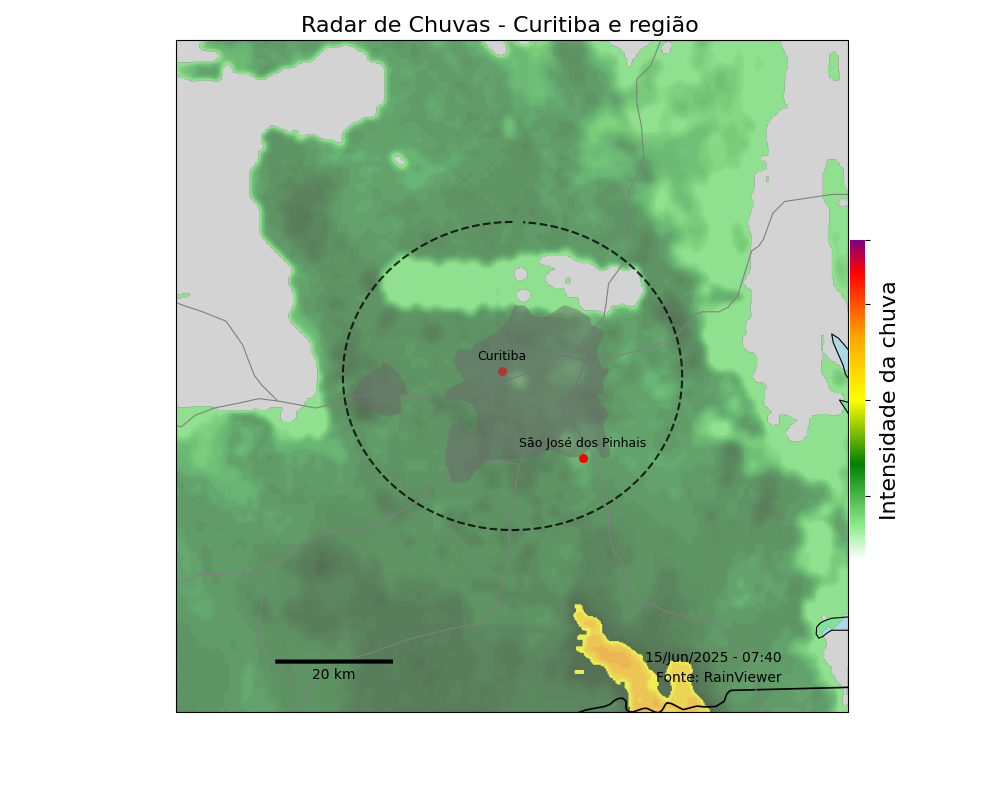 Radar de Chuvas - Curitiba e região
Curitiba
São José dos Pinhais
Intensidade da chuva
15/Jun/2025 - 07:40
20 km
Fonte: RainViewer